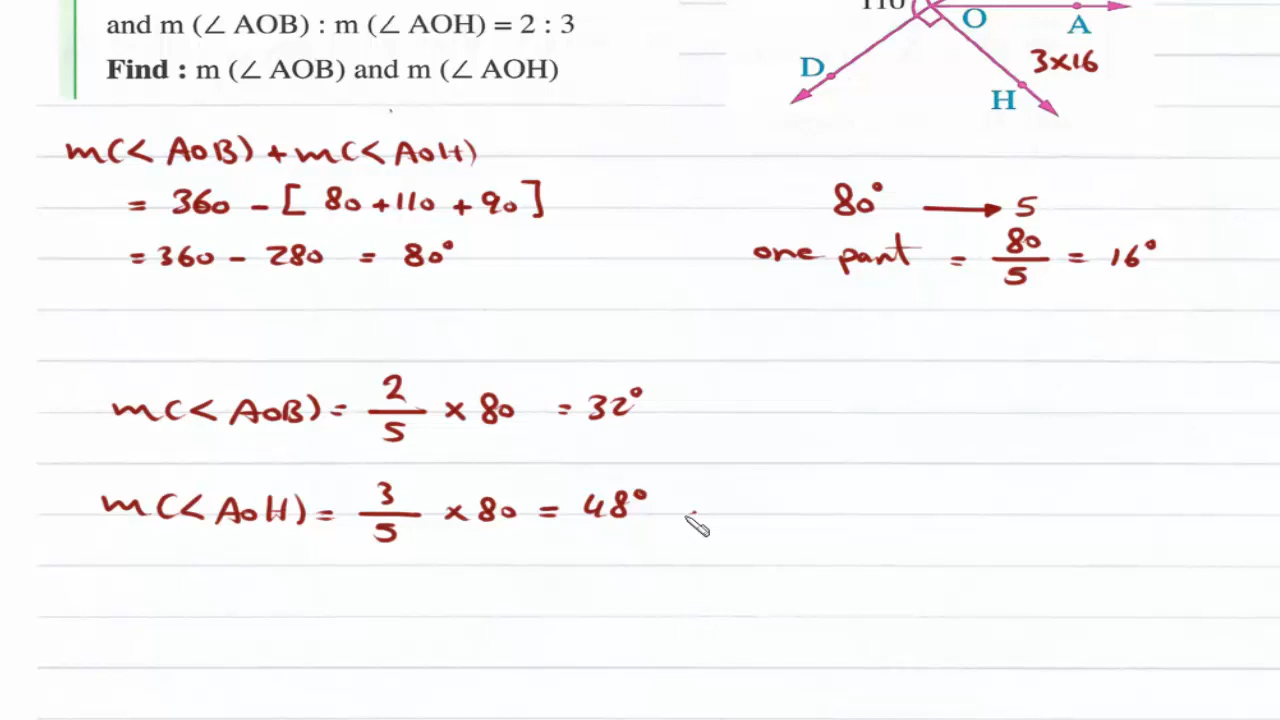 and m (∠ AOB) : m (∠ AOH) = 2 : 3
Find : m (∠ AOB) and m (∠ AOH)
110
O
A
D
H
3×16
m(< AOB) + m(< AOH)
= 360 - [ 80 + 110 + 90 ]
= 360 - 280 = 80°
80° → 5
one part = 80/5 = 16°
m(< AOB) = 2/5 × 80 = 32°
m(< AOH) = 3/5 × 80 = 48°